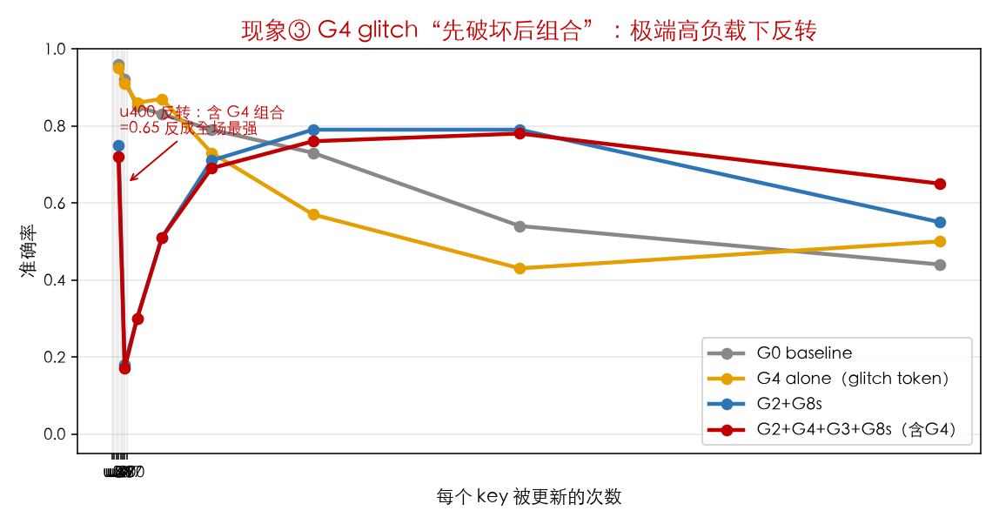 现象③ G4 glitch“先破坏后组合”：极端高负载下反转
1.0
0.8
0.6
0.4
0.2
0.0
准确率
u400 反转：含 G4 组合
=0.65 反成全场最强
G0 baseline
G4 alone（glitch token）
G2+G8s
G2+G4+G3+G8s（含G4）
每个 key 被更新的次数